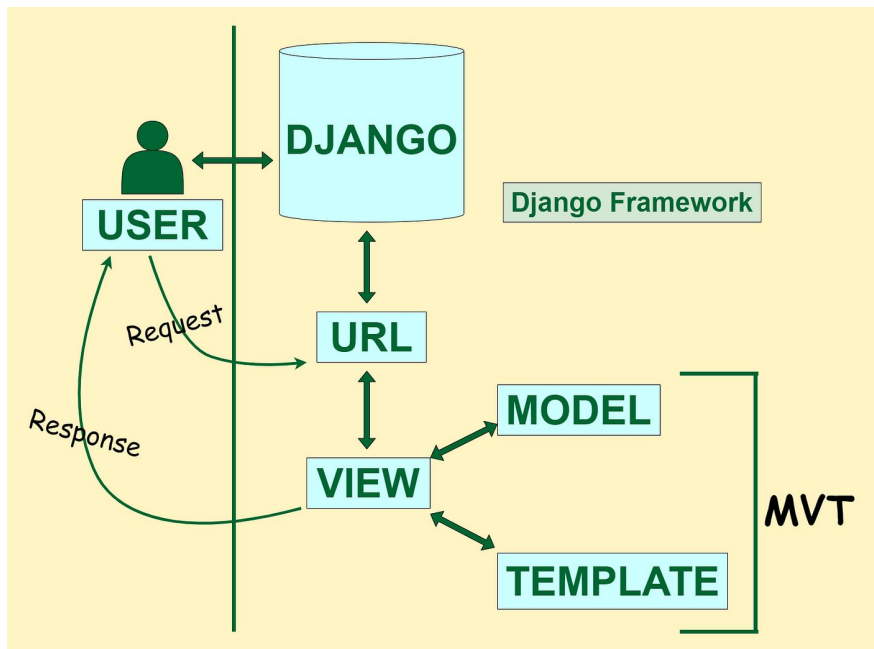 DJANGO
USER
Django Framework
Request
URL
Response
MODEL
VIEW
MVT
TEMPLATE